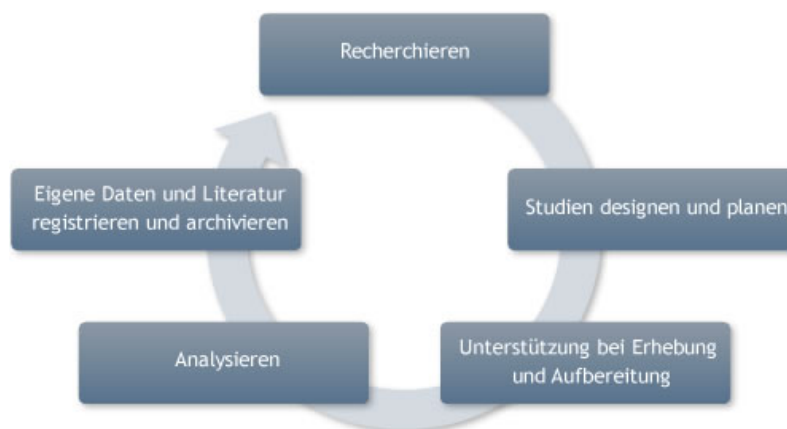 Recherchieren
Studien designen und planen
Unterstützung bei Erhebung
und Aufbereitung
Analysieren
Eigene Daten und Literatur
registrieren und archivieren